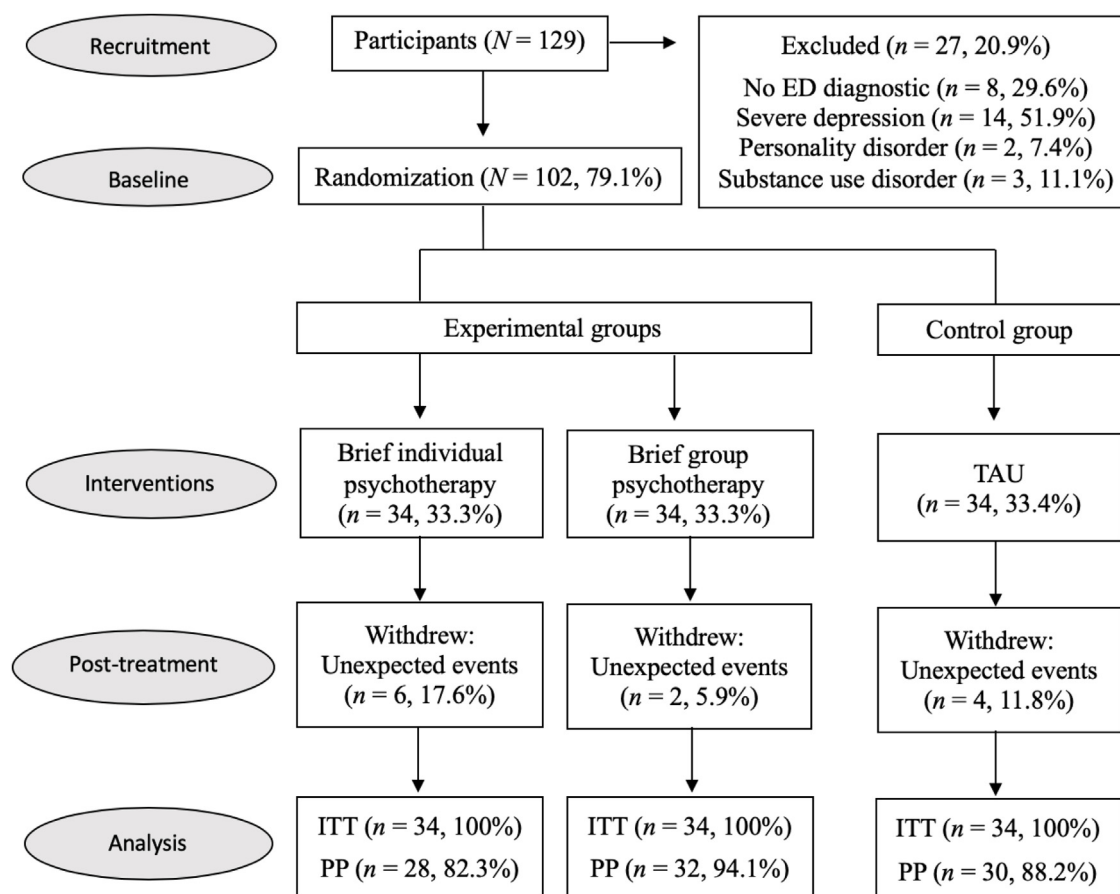 Recruitment
Participants (N = 129)
Excluded (n = 27, 20.9%)
No ED diagnostic (n = 8, 29.6%)
Severe depression (n = 14, 51.9%)
Personality disorder (n = 2, 7.4%)
Substance use disorder (n = 3, 11.1%)
Baseline
Randomization (N = 102, 79.1%)
Experimental groups
Control group
Interventions
Brief individual
psychotherapy
(n = 34, 33.3%)
Brief group
psychotherapy
(n = 34, 33.3%)
TAU
(n = 34, 33.4%)
Post-treatment
Withdrew:
Unexpected events
(n = 6, 17.6%)
Withdrew:
Unexpected events
(n = 2, 5.9%)
Withdrew:
Unexpected events
(n = 4, 11.8%)
Analysis
ITT (n = 34, 100%)
PP (n = 28, 82.3%)
ITT (n = 34, 100%)
PP (n = 32, 94.1%)
ITT (n = 34, 100%)
PP (n = 30, 88.2%)